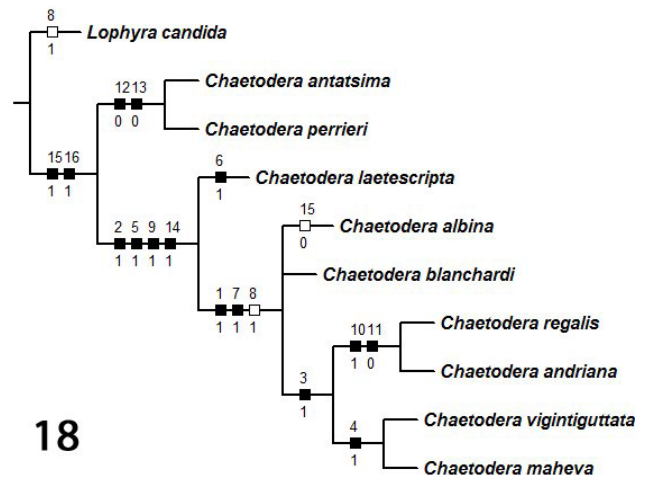 8
Lophyra candida
1
12 13
Chaetodera antatsima
0 0
Chaetodera perrieri
15 16
1 1
6
Chaetodera laetescripta
1
15
Chaetodera albina
0
2 5 9 14
1 1 1 1
Chaetodera blanchardi
1 7 8
1 1 1
10 11
Chaetodera regalis
1 0
Chaetodera andriana
3
1
4
Chaetodera vigintiguttata
1
Chaetodera maheva
18